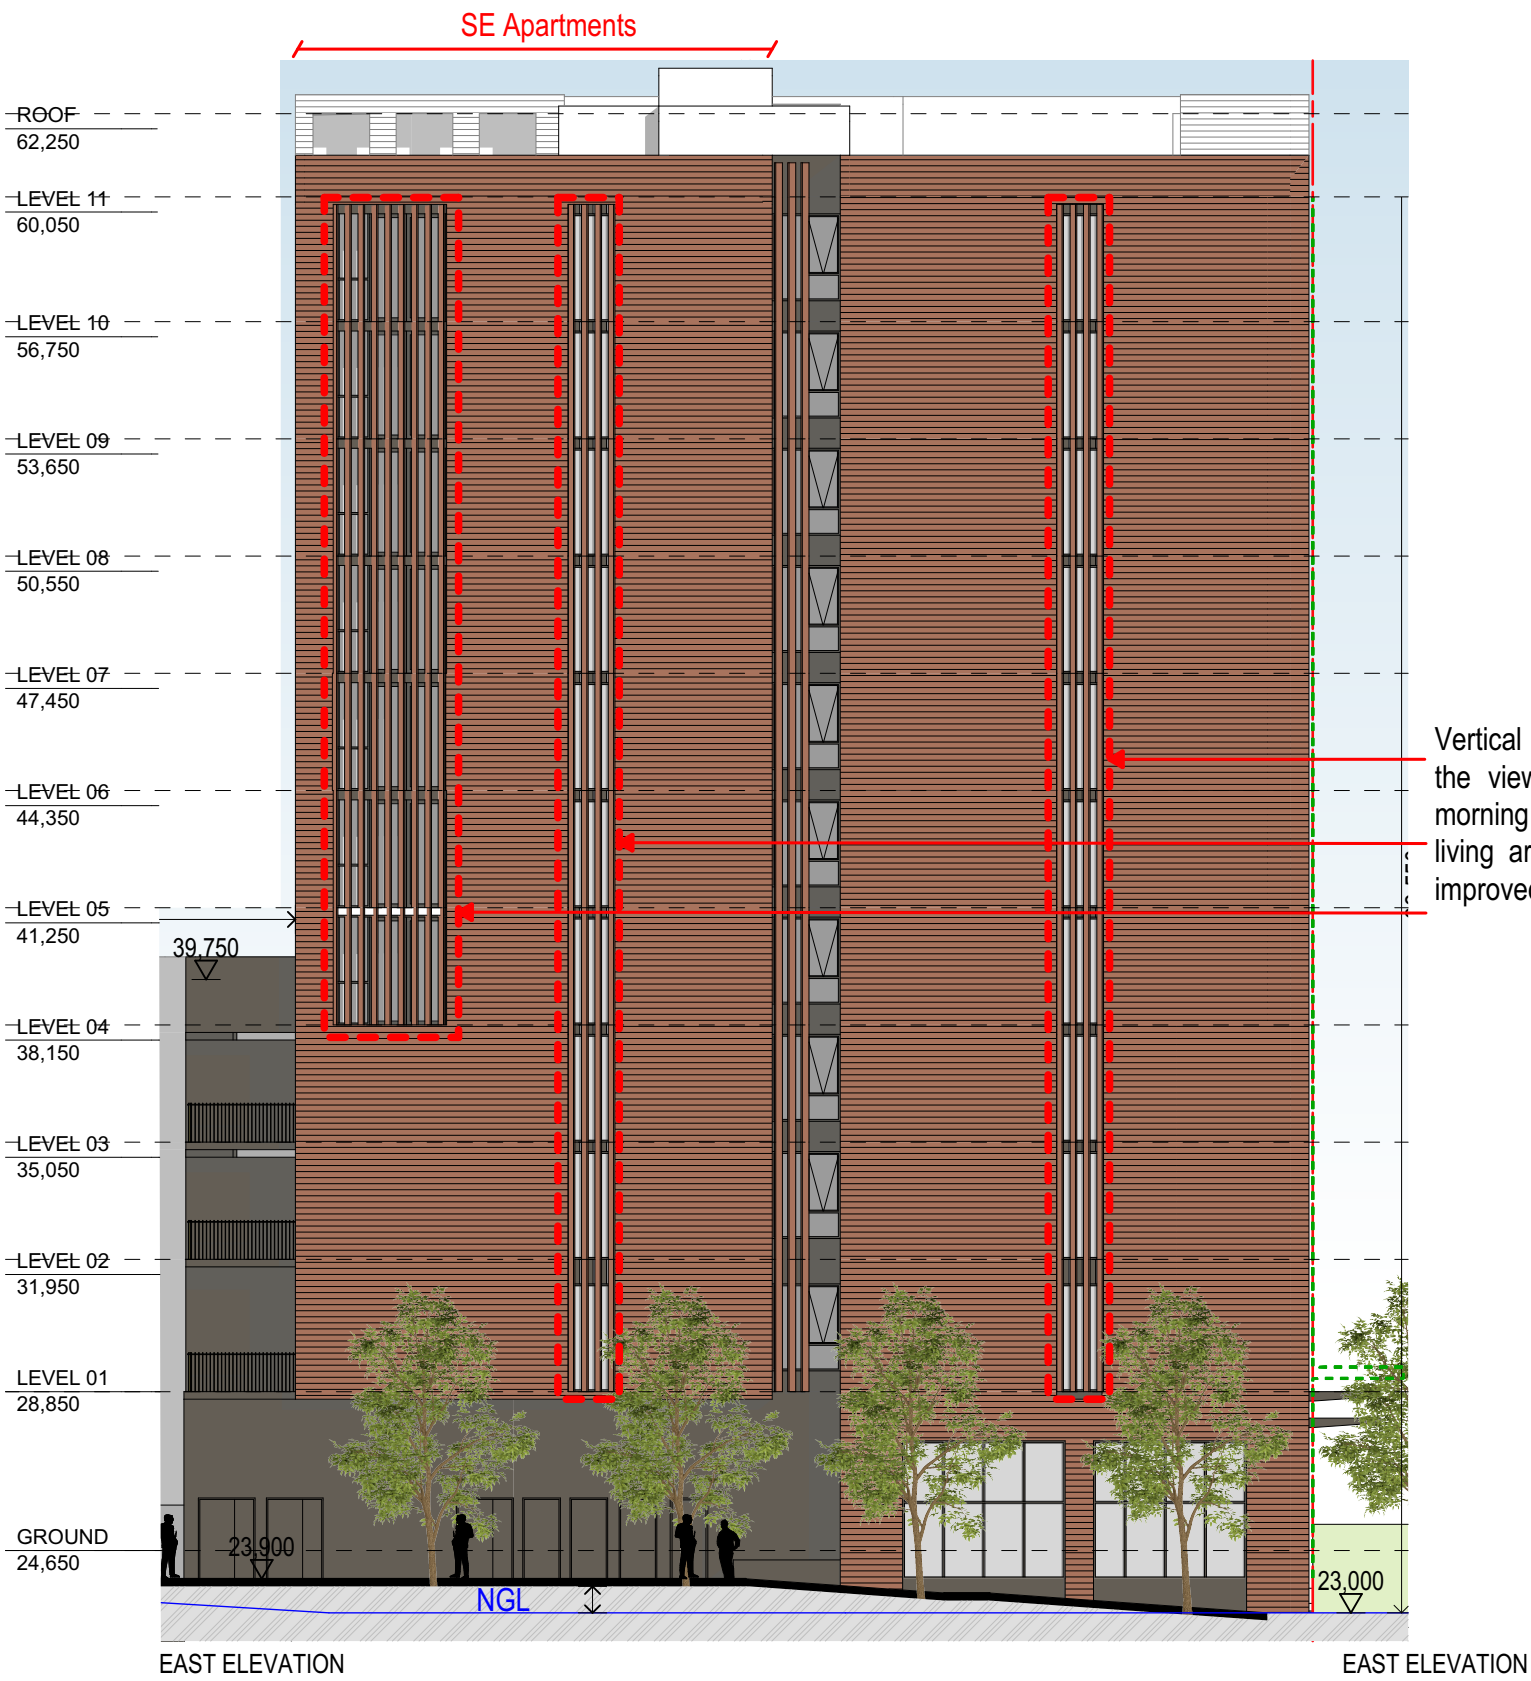 SE Apartments
ROOF
62,250
LEVEL 11
60,050
LEVEL 10
56,750
LEVEL 09
53,650
LEVEL 08
50,550
LEVEL 07
47,450
Vertical
the view
LEVEL 06
morning
44,350
living
improved
LEVEL 05
41,250
39,750
LEVEL 04
38,150
LEVEL 03
35,050
LEVEL 02
31,950
LEVEL 01
28,850
GROUND
24,650
23,900
23,000
NGL
EAST ELEVATION
EAST ELEVATION